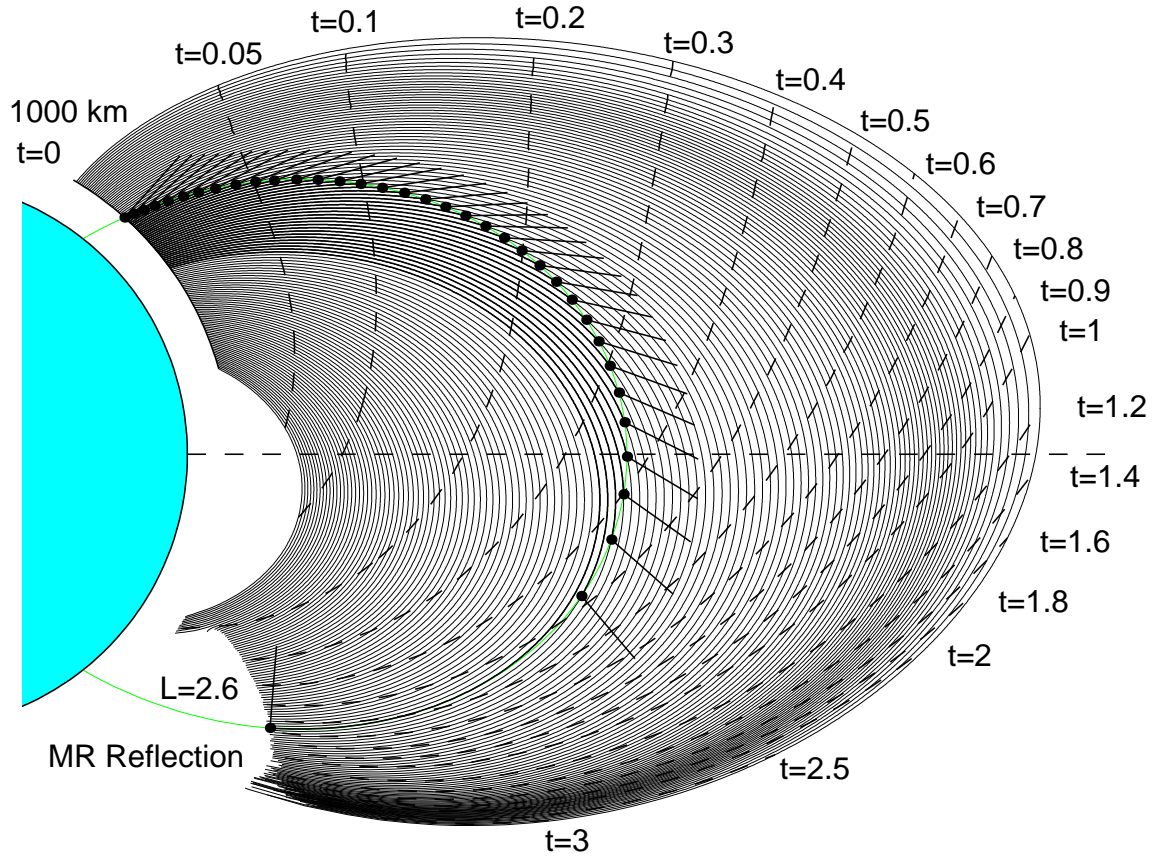 t=0.1
t=0.2
t=0.05
t=0.3
t=0.4
1000 km
t=0.5
t=0
t=0.6
t=0.7
t=0.8
t=0.9
t=1
t=1.2
t=1.4
t=1.6
t=1.8
t=2
L=2.6
MR Reflection
t=2.5
t=3